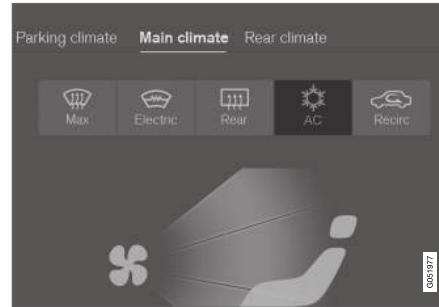 Parking climate Main climate Rear climate
Max Electric Rear AC Recirc
G051977